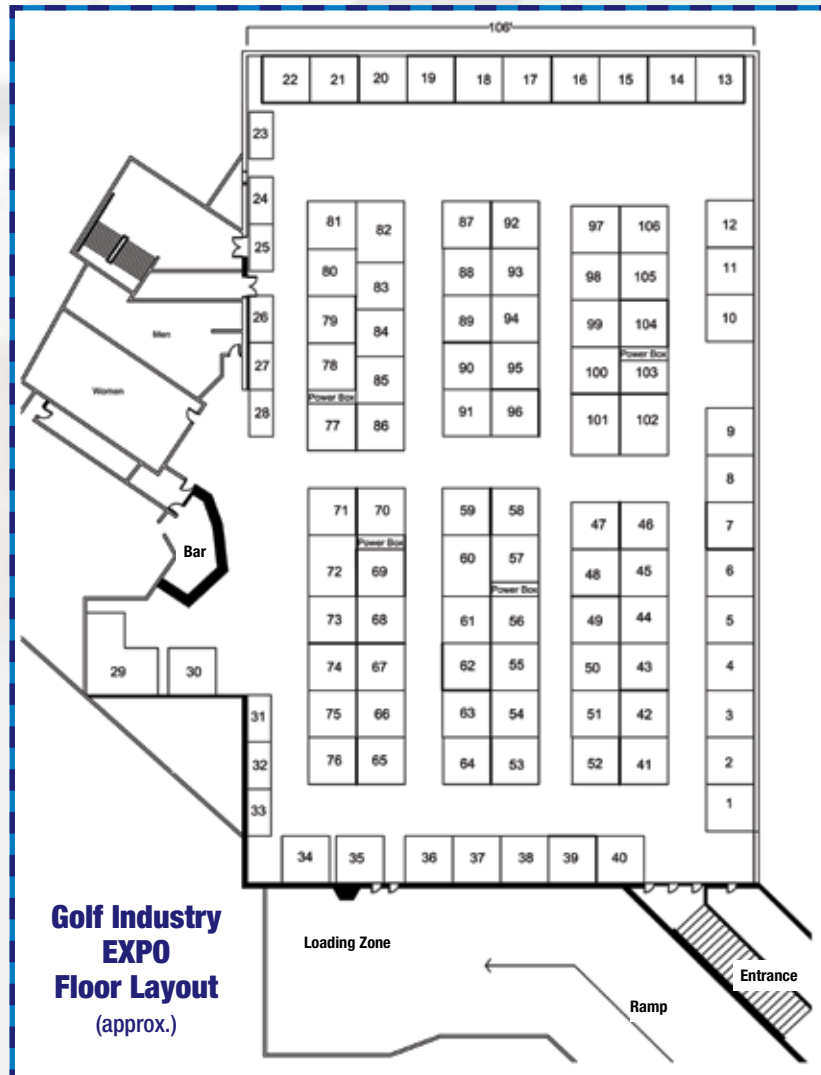 106'
22 21 20 19 18 17 16 15 14 13
23
24
81 82 87 92 97 106 12
25
80 88 93 98 105 11
83
26 79 84 89 94 99 104 10
Men
Power Box
27 78 85 90 95 100 103
Women
Power Box
28 77 86 91 96 101 102 9
8
71 70 59 58 47 46 7
Bar
Power Box
72 69 60 57 48 45 6
Power Box
73 68 61 56 49 44 5
29 30 74 67 62 55 50 43 4
31 75 66 63 54 51 42 3
32 76 65 64 53 52 41 2
33 1
34 35 36 37 38 39 40
Golf Industry
EXPO
Floor Layout
(approx.)
Loading Zone
Entrance
Ramp